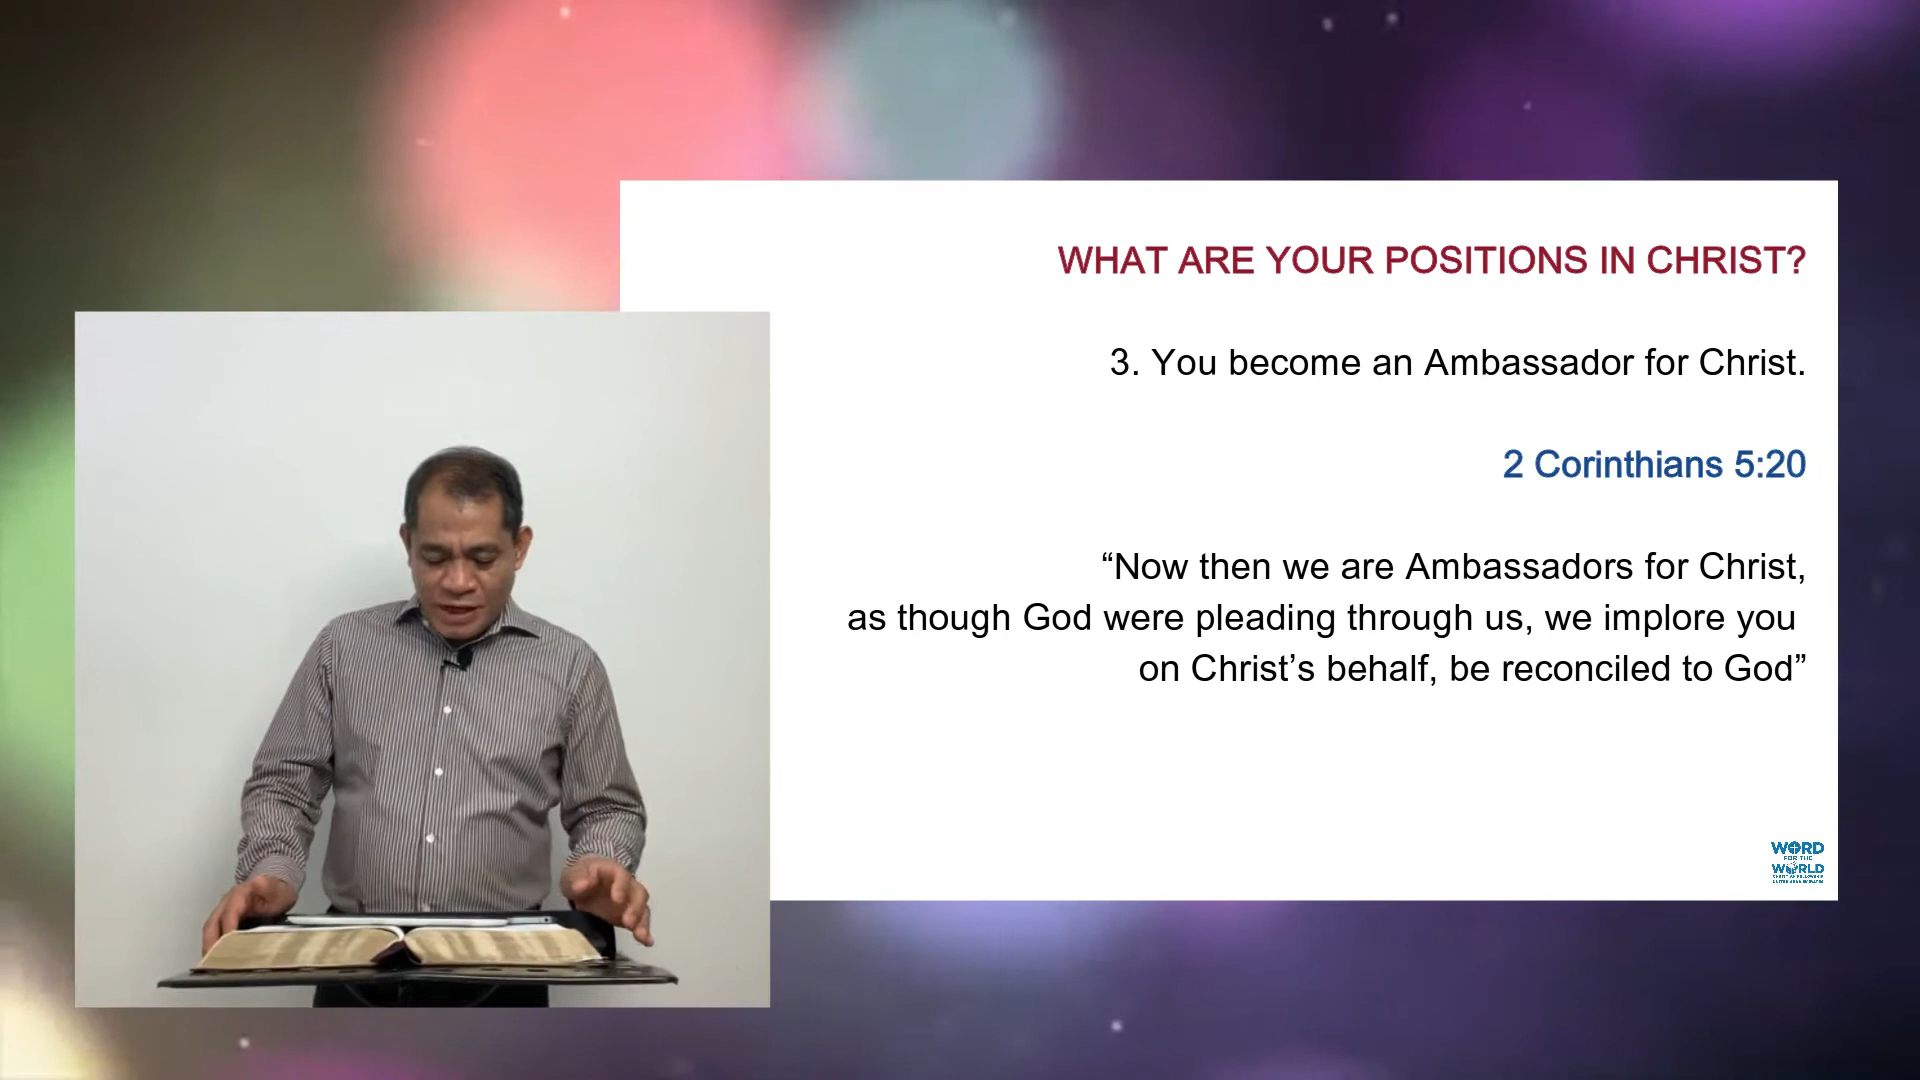 WHAT ARE YOUR POSITIONS IN CHRIST?
3. You become an Ambassador for Christ.
2 Corinthians 5:20
“Now then we are Ambassadors for Christ,
as though God were pleading through us, we implore you
on Christ’s behalf, be reconciled to God”
WORD
FOR THE
WORLD